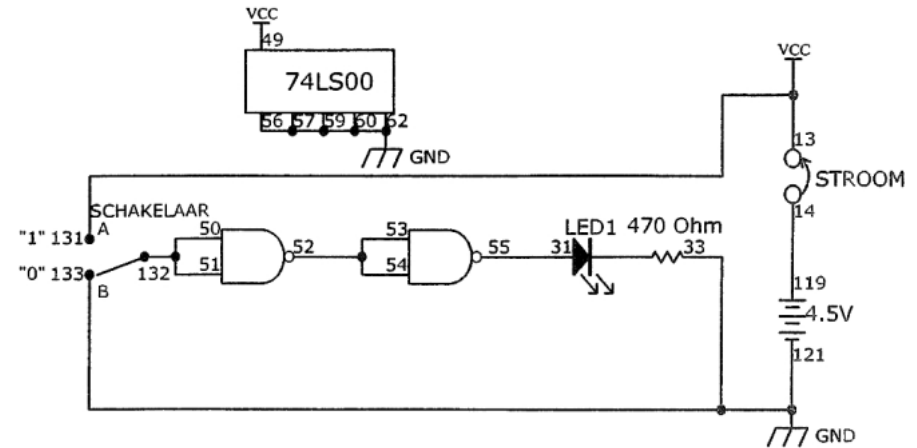 VCC
49
74LS00
56 57 59 60 62
GND
VCC
13
STROOM
14
SCHAKELAAR
A
"1" 131
"0" 133
B
132
50
51
52
53
54
55
31
LED1
470 Ohm
33
119
4.5V
121
GND